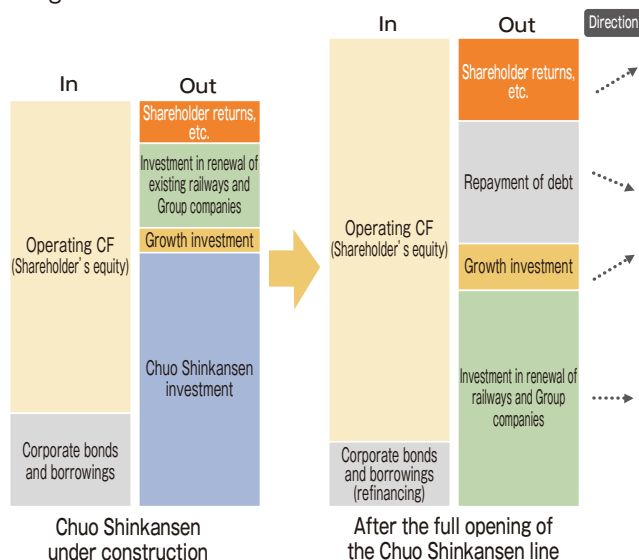 In
Out
Direction
In
Out
Shareholder returns,
etc.
Investment in renewal of
existing railways and
Group companies
Operating CF
(Shareholder's equity)
Growth investment
Chuo Shinkansen
investment
Corporate bonds
and borrowings
Chuo Shinkansen
under construction
Shareholder returns,
etc.
Repayment of debt
Operating CF
(Shareholder's equity)
Growth investment
Investment in renewal of
railways and Group
companies
Corporate bonds
and borrowings
(refinancing)
After the full opening of
the Chuo Shinkansen line